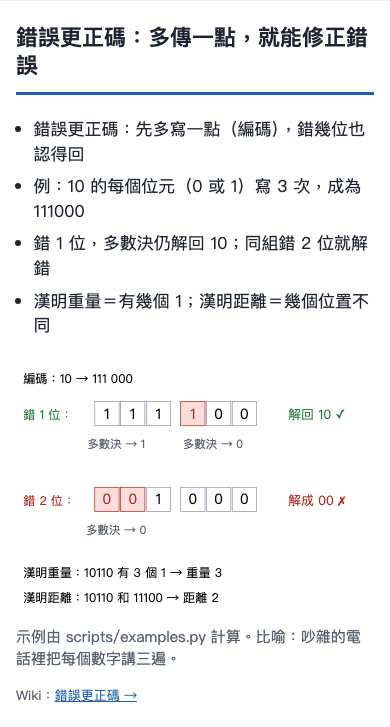 錯誤更正碼：多傳一點，就能修正錯
誤
• 錯誤更正碼：先多寫一點（編碼），錯幾位也
認得回
• 例：10 的每個位元（0 或 1）寫 3 次，成為
111000
• 錯 1 位，多數決仍解回 10；同組錯 2 位就解
錯
• 漢明重量＝有幾個 1；漢明距離＝幾個位置不
同
編碼：10 → 111 000
錯 1 位： 1 1 1 1 0 0 解回 10 ✓
多數決 → 1 多數決 → 0
錯 2 位： 0 0 1 0 0 0 解成 00 ✗
多數決 → 0
漢明重量：10110 有 3 個 1 → 重量 3
漢明距離：10110 和 11100 → 距離 2
示例由 scripts/examples.py 計算。比喻：吵雜的電
話裡把每個數字講三遍。
Wiki：錯誤更正碼 →